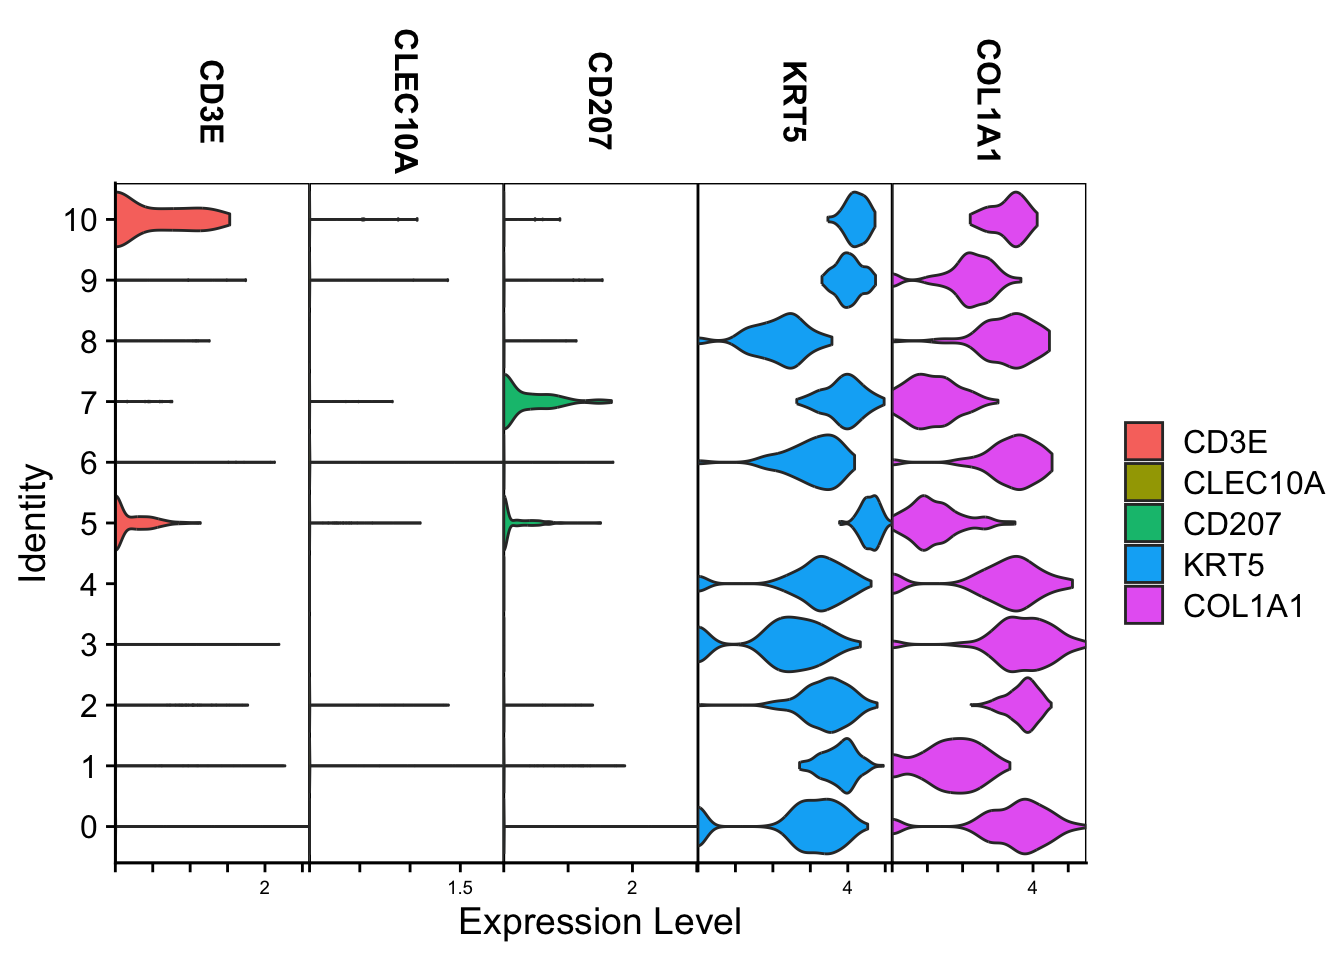 CD3E
CLEC10A
CD207
KRT5
COL1A1
10
9
8
7
6
5
4
3
2
1
0
Identity
2
1.5
2
4
4
Expression Level
CD3E
CLEC10A
CD207
KRT5
COL1A1